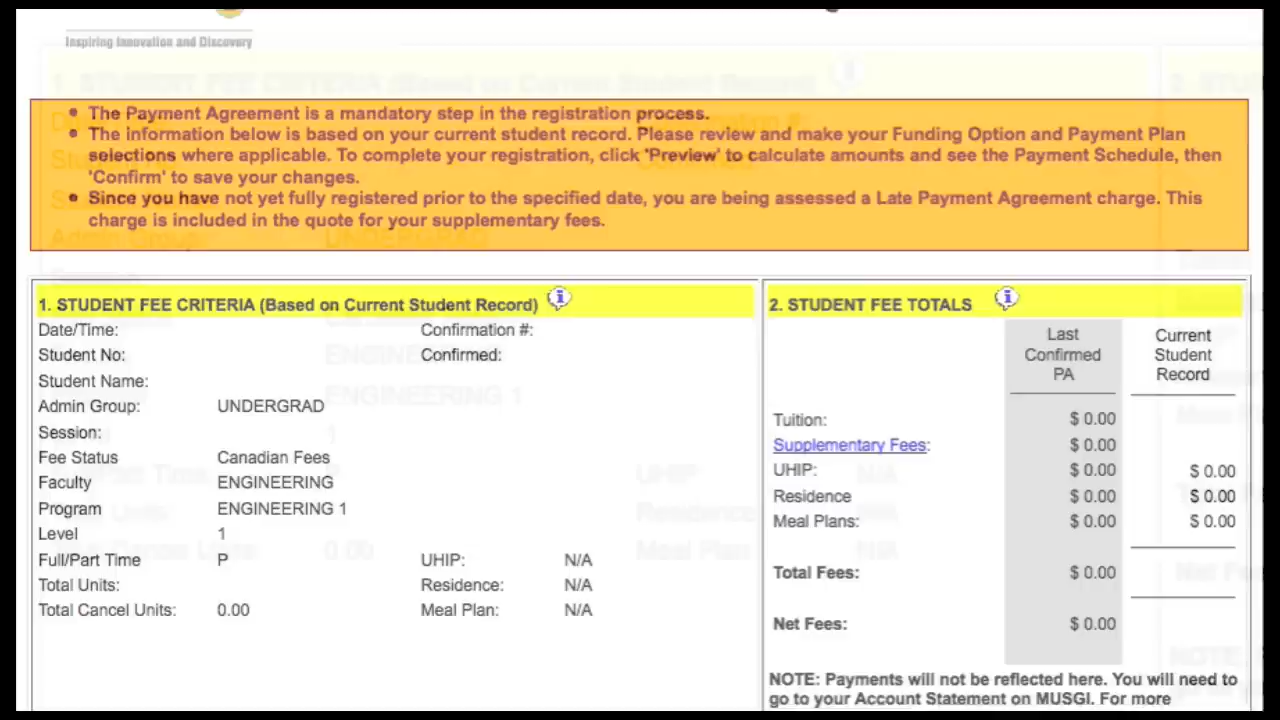 Inspiring Innovation and Discovery
• The Payment Agreement is a mandatory step in the registration process.
• The information below is based on your current student record. Please review and make your Funding Option and Payment Plan
selections where applicable. To complete your registration, click 'Preview' to calculate amounts and see the Payment Schedule, then
'Confirm' to save your changes.
• Since you have not yet fully registered prior to the specified date, you are being assessed a Late Payment Agreement charge. This
charge is included in the quote for your supplementary fees.
1. STUDENT FEE CRITERIA (Based on Current Student Record)
Date/Time: Confirmation #:
Student No: Confirmed:
Student Name:
Admin Group: UNDERGRAD
Session:
Fee Status Canadian Fees
Faculty ENGINEERING
Program ENGINEERING 1
Level 1
Full/Part Time P UHIP: N/A
Total Units: Residence: N/A
Total Cancel Units: 0.00 Meal Plan: N/A
2. STUDENT FEE TOTALS
Last Confirmed PA
Current Student Record
Tuition: $ 0.00
Supplementary Fees: $ 0.00
UHIP: $ 0.00 $ 0.00
Residence $ 0.00 $ 0.00
Meal Plans: $ 0.00 $ 0.00
Total Fees: $ 0.00
Net Fees: $ 0.00
NOTE: Payments will not be reflected here. You will need to
go to your Account Statement on MUSGI. For more